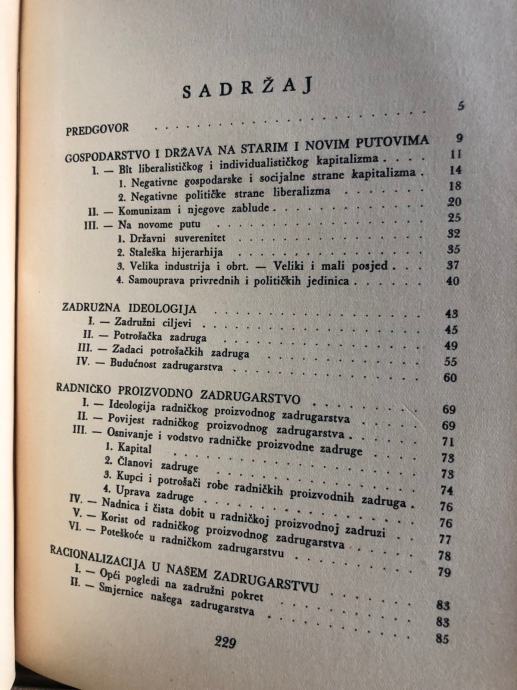 SADRŽAJ
PREDGOVOR . . . . . . . . . . . . . . . . 5
GOSPODARSTVO I DRŽAVA NA STARIM I NOVIM PUTOVIMA 9
I. — Bît liberalističkog i individualističkog kapitalizma . . . . 11
1. Negativne gospodarske i socijalne strane kapitalizma . 14
2. Negativne političke strane liberalizma . . . . 18
II. — Komunizam i njegove zablude . . . . . . . . 20
III. — Na novome putu . . . . . . . . . . . 25
1. Državni suverenitet . . . . . . . . . . 32
2. Staleška hijerarhija . . . . . . . . . . 35
3. Velika industrija i obrt. — Veliki i mali posjed . . . 37
4. Samouprava privrednih i političkih jedinica . . . . 40
ZADRUŽNA IDEOLOGIJA . . . . . . . . . . 43
I. — Zadružni ciljevi . . . . . . . . . . . 45
II. — Potrošačka zadruga . . . . . . . . . . 49
III. — Zadaci potrošačkih zadruga . . . . . . . . 55
IV. — Budućnost zadrugarstva . . . . . . . . . 60
RADNIČKO PROIZVODNO ZADRUGARSTVO . . . . . 69
I. — Ideologija radničkog proizvodnog zadrugarstva . . . . 69
II. — Povijest radničkog proizvodnog zadrugarstva . . . . 71
III. — Osnivanje i vodstvo radničke proizvodne zadruge . . . 73
1. Kapital . . . . . . . . . . . . . 73
2. Članovi zadruge . . . . . . . . . . . 74
3. Kupci i potrošači robe radničkih proizvodnih zadruga . 76
4. Uprava zadruge . . . . . . . . . . . 76
IV. — Nadnica i čista dobit u radničkoj proizvodnoj zadruzi . . 77
V. — Korist od radničkog proizvodnog zadrugarstva . . . . 78
VI. — Poteškoće u radničkom zadrugarstvu . . . . . . 79
RACIONALIZACIJA U NAŠEM ZADRUGARSTVU . . . . 83
I. — Opći pogledi na zadružni pokret . . . . . . . 83
II. — Smjernice našega zadrugarstva . . . . . . . 85
229